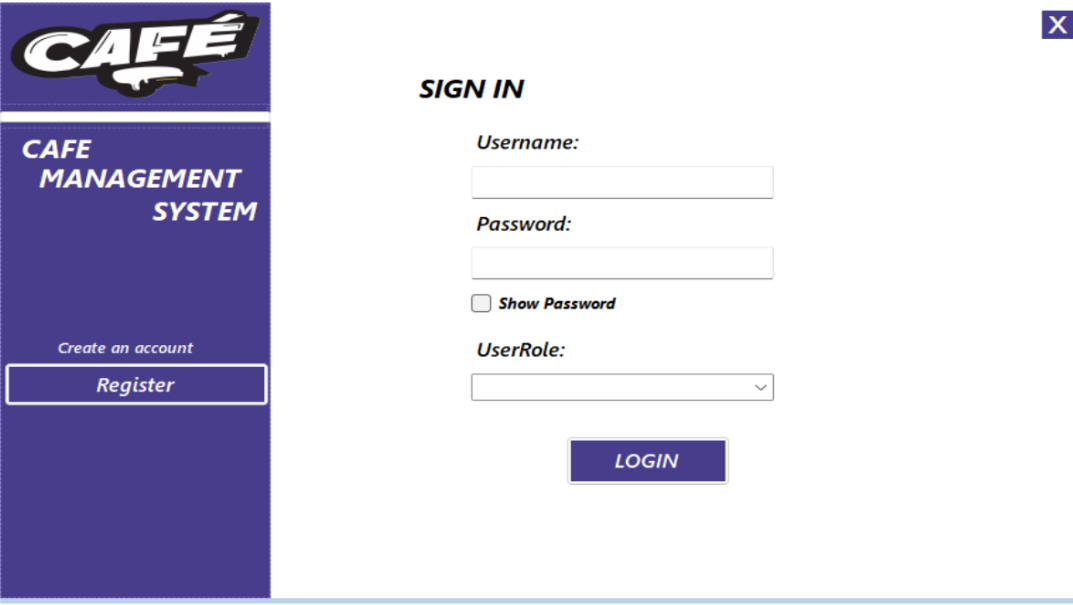 CAFÉ
CAFE
MANAGEMENT
SYSTEM
Create an account
Register
X
SIGN IN
Username:
Password:
Show Password
UserRole:
LOGIN